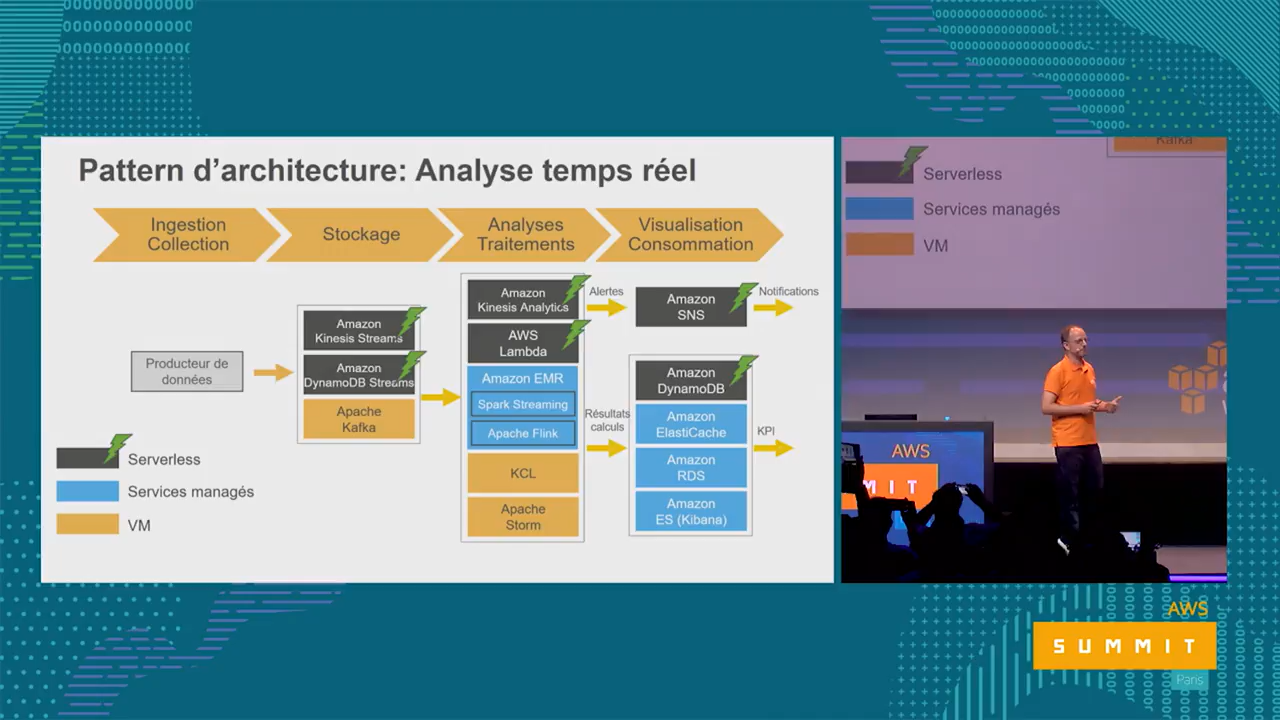 Pattern d’architecture: Analyse temps réel
Ingestion
Collection
Stockage
Analyses
Traitements
Visualisation
Consommation
Producteur de
données
Amazon
Kinesis Streams
Amazon
DynamoDB Streams
Apache
Kafka
Amazon
Kinesis Analytics
AWS
Lambda
Amazon EMR
Spark Streaming
Apache Flink
KCL
Apache
Storm
Alertes
Amazon
SNS
Notifications
Résultats
calculs
Amazon
DynamoDB
Amazon
ElastiCache
Amazon
RDS
Amazon
ES (Kibana)
KPI
Serverless
Services managés
VM
Kafka
Serverless
Services managés
VM
AWS
M I T
AWS
SUMMIT
Paris